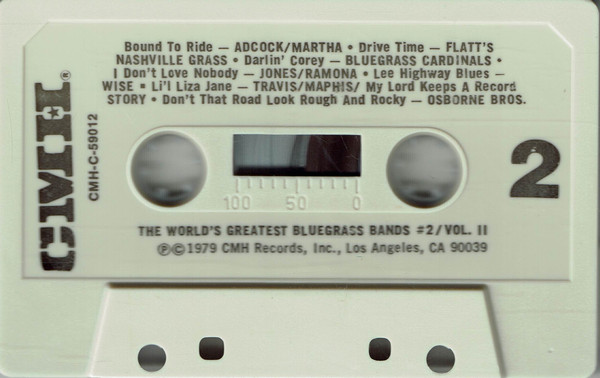 Bound To Ride — ADCOCK/MARTHA • Drive Time — FLATT'S
NASHVILLE GRASS • Darlin' Corey — BLUEGRASS CARDINALS •
I Don't Love Nobody — JONES/RAMONA • Lee Highway Blues —
WISE • Li'l Liza Jane — TRAVIS/MAPHIS/ My Lord Keeps A Record
STORY • Don't That Road Look Rough And Rocky — OSBORNE BROS.
CMH®
CMH-C-59012
2
100 50 0
THE WORLD'S GREATEST BLUEGRASS BANDS #2/VOL. II
℗©1979 CMH Records, Inc., Los Angeles, CA 90039